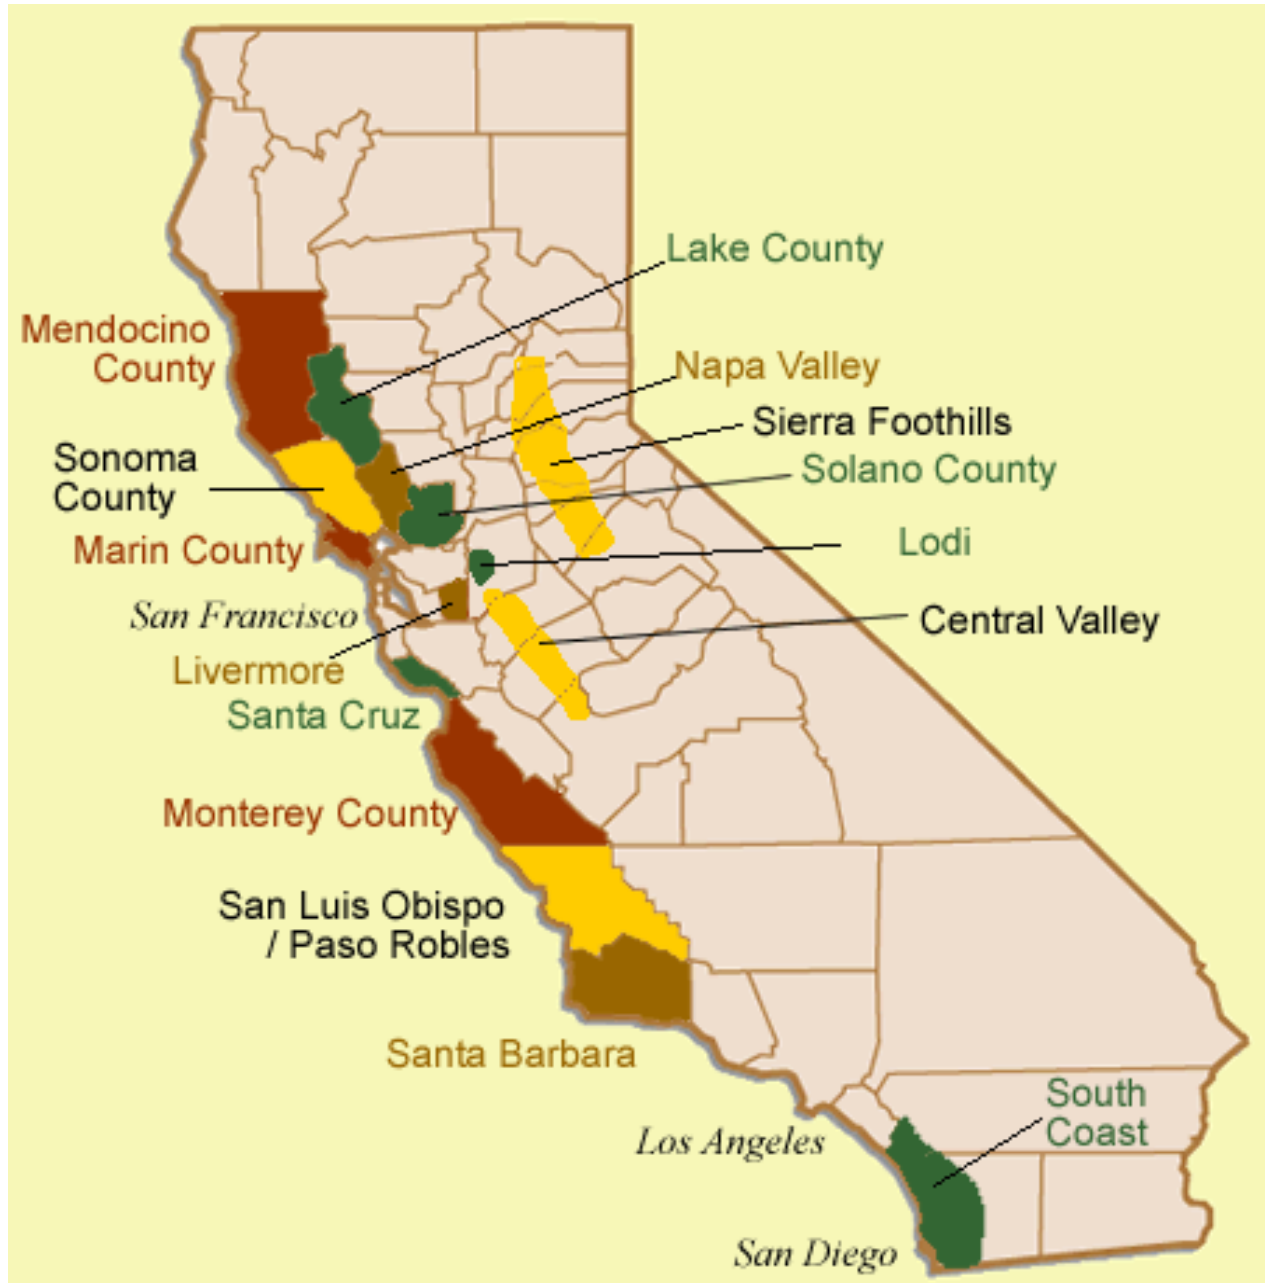 Lake County
Mendocino
County
Napa Valley
Sierra Foothills
Sonoma
County
Solano County
Marin County
Lodi
San Francisco
Central Valley
Livermore
Santa Cruz
Monterey County
San Luis Obispo
/ Paso Robles
Santa Barbara
South
Coast
Los Angeles
San Diego